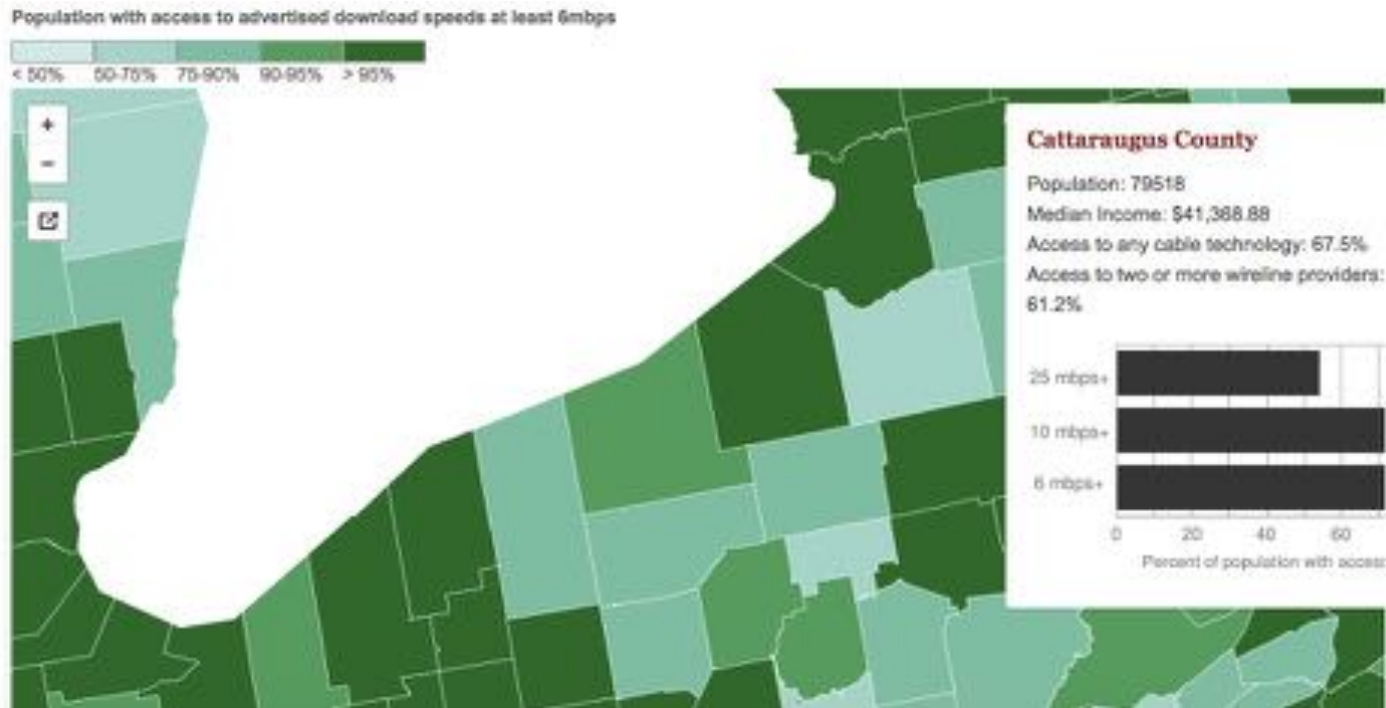 Population with access to advertised download speeds at least 6mbps
< 50% 50-75% 75-90% 90-95% > 95%
+
−
Cattaraugus County
Population: 79518
Median Income: $41,368.88
Access to any cable technology: 67.5%
Access to two or more wireline providers:
61.2%
25 mbps+
10 mbps+
6 mbps+
0 20 40 60
Percent of population with access